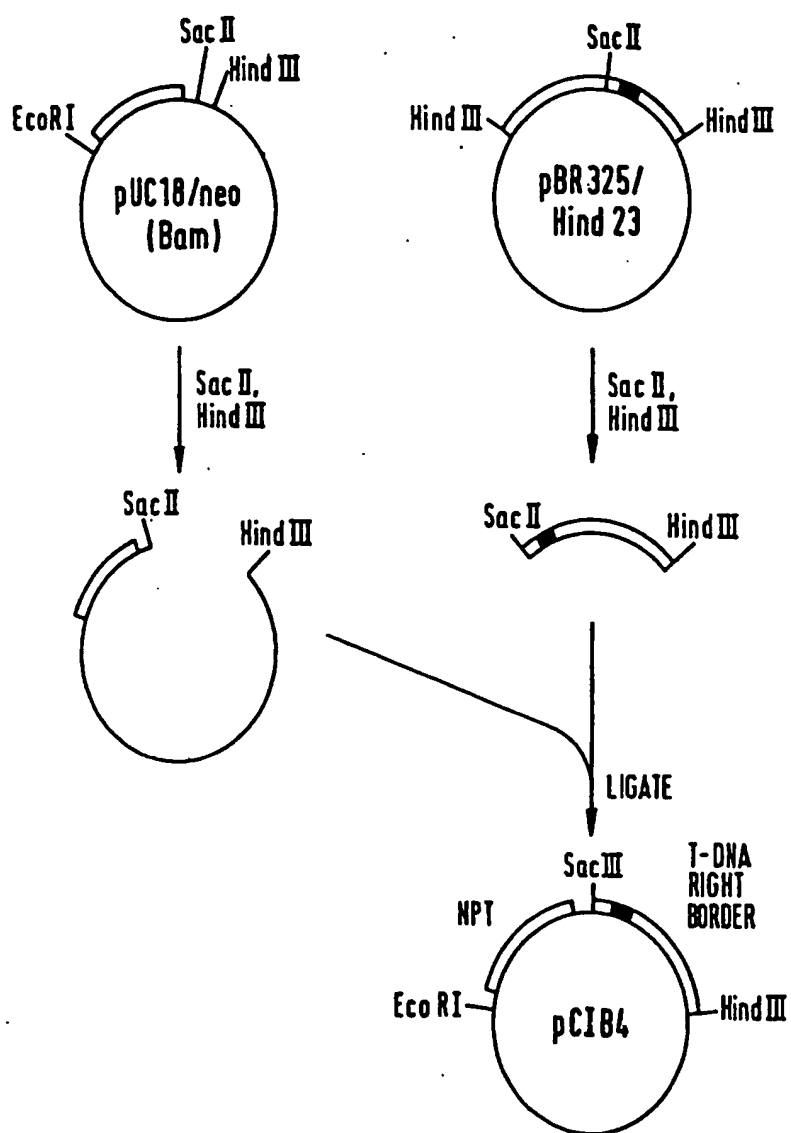 Sac II
Hind III
EcoRI
pUC18/neo
(Bam)
Sac II
Hind III
Hind III
pBR325/
Hind 23
Sac II,
Hind III
Sac II,
Hind III
Sac II
Hind III
Sac II
Hind III
LIGATE
Sac III
T-DNA
RIGHT
BORDER
NPT
Eco RI
Hind III
pCIB4